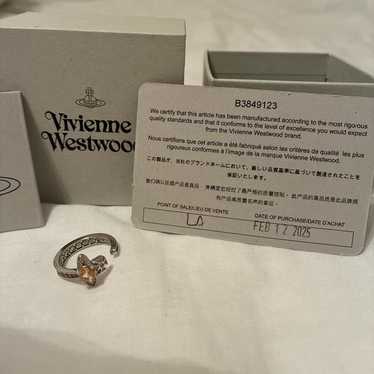 Vivienne
Westwood
B3849123
We certify that this article has been manufactured according to the most rigorous
quality standards and that it conforms to the level of excellence you would expect
from the Vivienne Westwood brand.
Nous certifions que cet article a été fabriqué selon les critères de qualité les plus
rigoureux conformes à l'image de la marque Vivienne Westwood.
POINT OF SALE/LIEU DE VENTE
LA
DATE OF PURCHASE/DATE D'ACHAT
FEB 12 2025